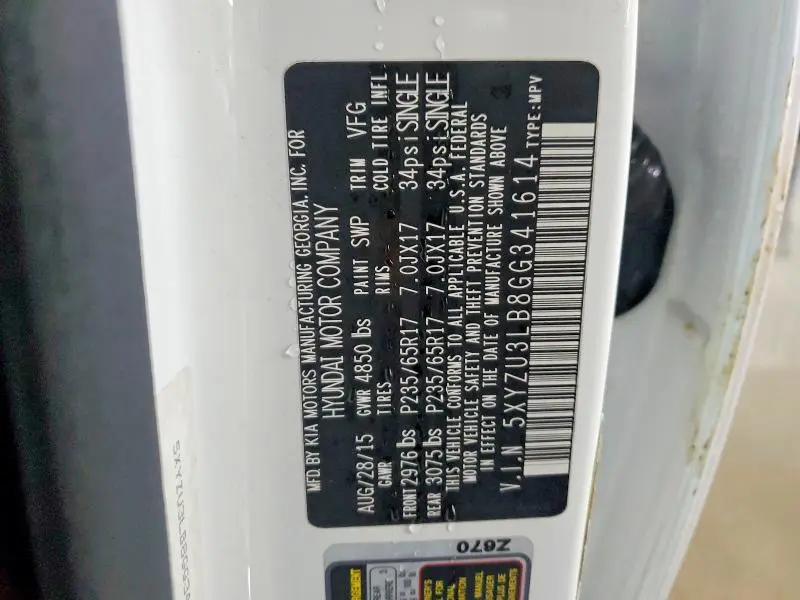 MFD BY KIA MOTORS MANUFACTURING GEORGIA, INC. FOR
HYUNDAI MOTOR COMPANY
AUG/28/15 GVWR 4850 lbs PAINT SWP TRIM VFG
GAWR TIRES RIMS COLD TIRE INFL
FRONT 2976 lbs P235/65R17 7.0JX17 34psi SINGLE
REAR 3075 lbs P235/65R17 7.0JX17 34psi SINGLE
THIS VEHICLE CONFORMS TO ALL APPLICABLE U.S.A. FEDERAL
MOTOR VEHICLE SAFETY AND THEFT PREVENTION STANDARDS
IN EFFECT ON THE DATE OF MANUFACTURE SHOWN ABOVE
V.I.N 5XYZU3LB8GG341614 TYPE:MPV
Z670